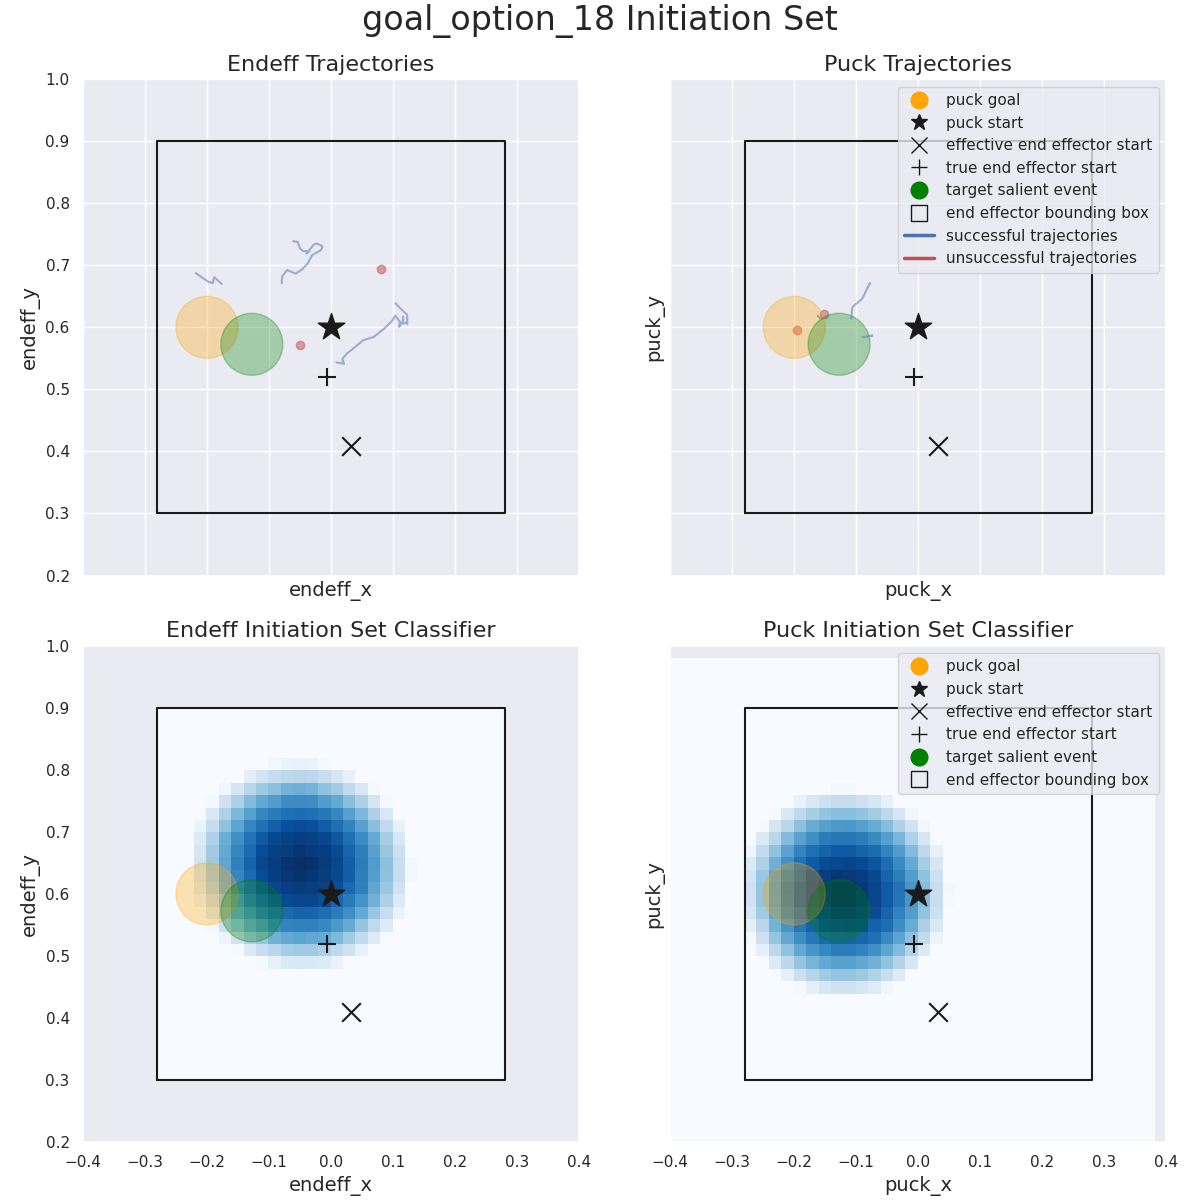 goal_option_18 Initiation Set
Endeff Trajectories
1.0
0.9
0.8
0.7
0.6
0.5
0.4
0.3
0.2
endeff_y
endeff_x
Puck Trajectories
puck goal
puck start
effective end effector start
true end effector start
target salient event
end effector bounding box
successful trajectories
unsuccessful trajectories
puck_y
puck_x
Endeff Initiation Set Classifier
1.0
0.9
0.8
0.7
0.6
0.5
0.4
0.3
0.2
endeff_y
−0.4
−0.3
−0.2
−0.1
0.0
0.1
0.2
0.3
0.4
endeff_x
Puck Initiation Set Classifier
puck goal
puck start
effective end effector start
true end effector start
target salient event
end effector bounding box
puck_y
−0.4
−0.3
−0.2
−0.1
0.0
0.1
0.2
0.3
0.4
puck_x